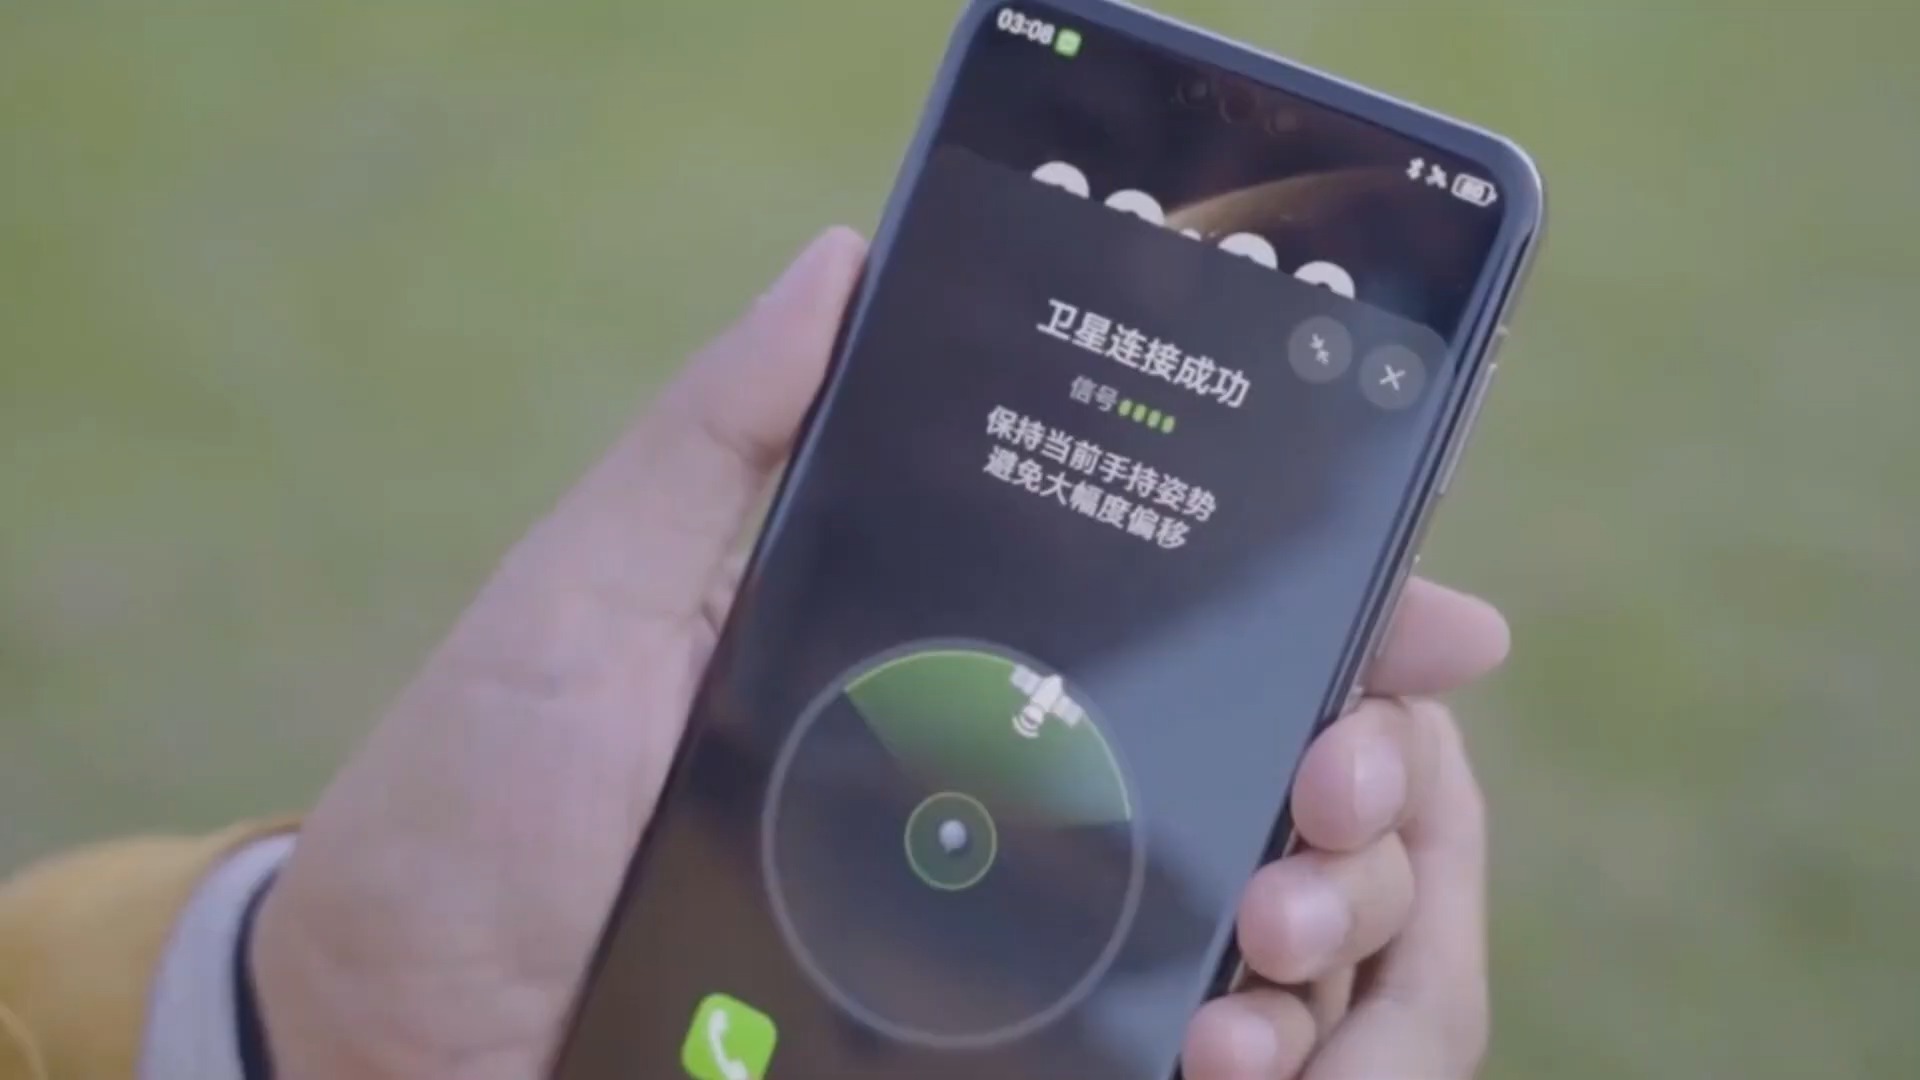 03:08
卫星连接成功
信号
保持当前手持姿势
避免大幅度偏移